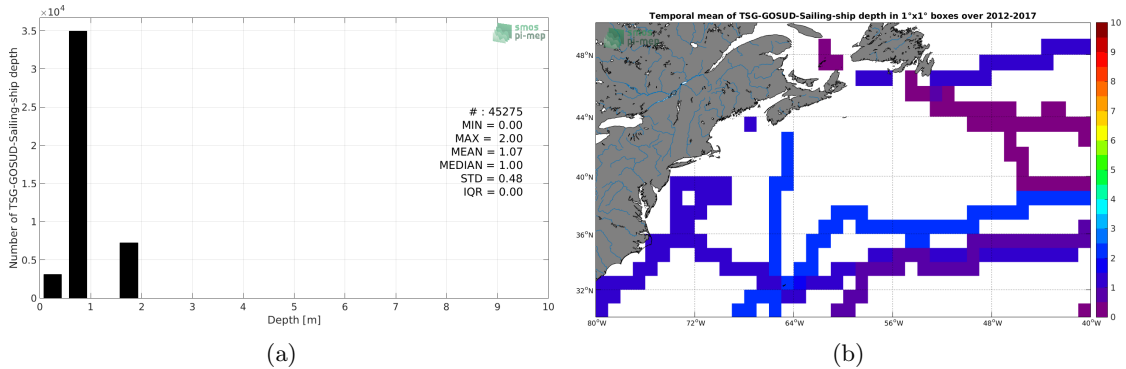 ×10⁴
3.5
3
2.5
2
1.5
1
0.5
0
0 1 2 3 4 5 6 7 8 9 10
Number of TSG-GOSUD-Sailing-ship depth
Depth [m]
smos
pi-mep
# : 45275
MIN = 0.00
MAX = 2.00
MEAN = 1.07
MEDIAN = 1.00
STD = 0.48
IQR = 0.00
(a)
Temporal mean of TSG-GOSUD-Sailing-ship depth in 1°x1° boxes over 2012-2017
smos
pi-mep
48°N
44°N
40°N
36°N
32°N
80°W 72°W 64°W 56°W 48°W 40°W
10
9
8
7
6
5
4
3
2
1
0
(b)